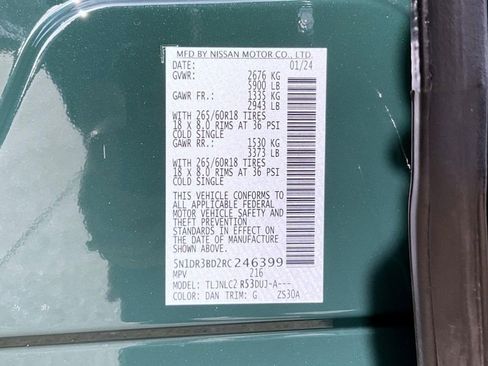 MFD BY NISSAN MOTOR CO., LTD.
DATE: 01/24
GVWR: 2676 KG
5900 LB
GAWR FR.: 1335 KG
2943 LB
WITH 265/60R18 TIRES
18 X 8.0 RIMS AT 36 PSI
COLD SINGLE
GAWR RR.: 1530 KG
3373 LB
WITH 265/60R18 TIRES
18 X 8.0 RIMS AT 36 PSI
COLD SINGLE
THIS VEHICLE CONFORMS TO
ALL APPLICABLE FEDERAL
MOTOR VEHICLE SAFETY AND
THEFT PREVENTION
STANDARDS IN EFFECT ON
THE DATE OF MANUFACTURE
SHOWN ABOVE.
5N1DR3BD2RC246399
MPV 216
MODEL: TLJNLC2 R53DUJ-A---
COLOR: DAN TRIM: G ZS30A